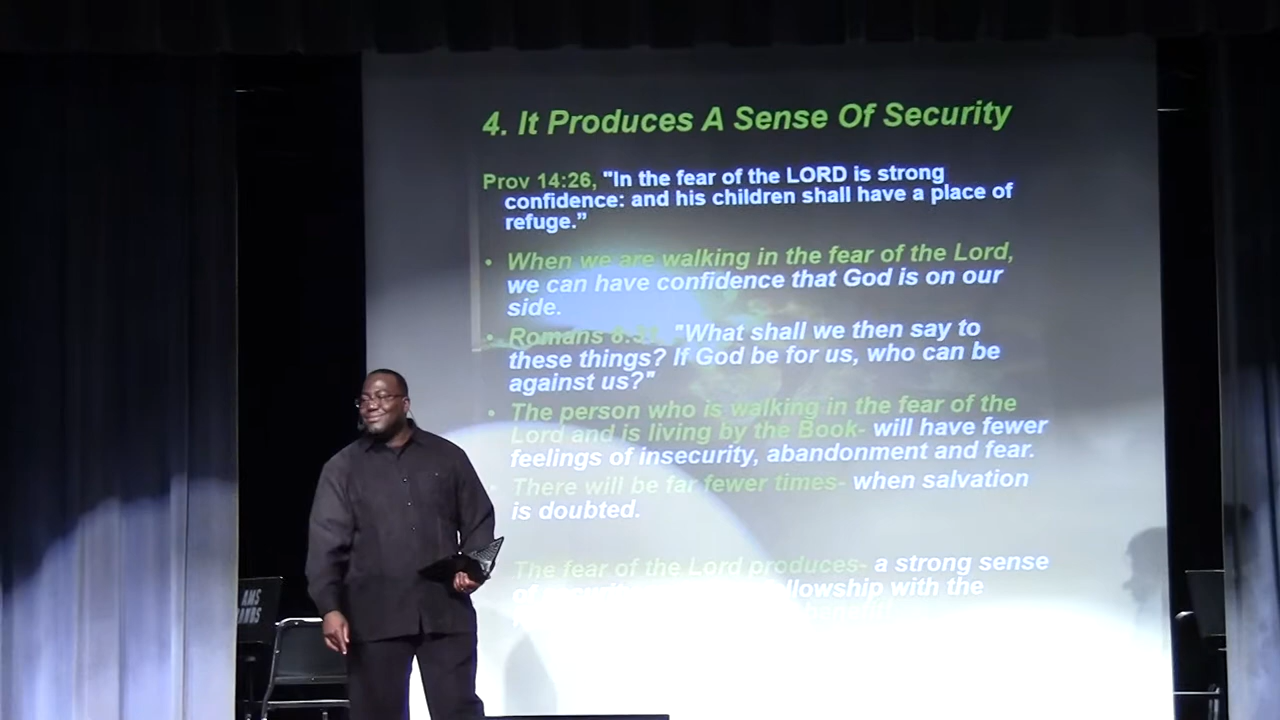 4. It Produces A Sense Of Security
Prov 14:26, "In the fear of the LORD is strong
confidence: and his children shall have a place of
refuge.”
• When we are walking in the fear of the Lord,
we can have confidence that God is on our
side.
• Romans 8:31, "What shall we then say to
these things? If God be for us, who can be
against us?"
• The person who is walking in the fear of the
Lord and is living by the Book- will have fewer
feelings of insecurity, abandonment and fear.
• There will be far fewer times- when salvation
is doubted.
The fear of the Lord produces- a strong sense
of fellowship with the
AMS